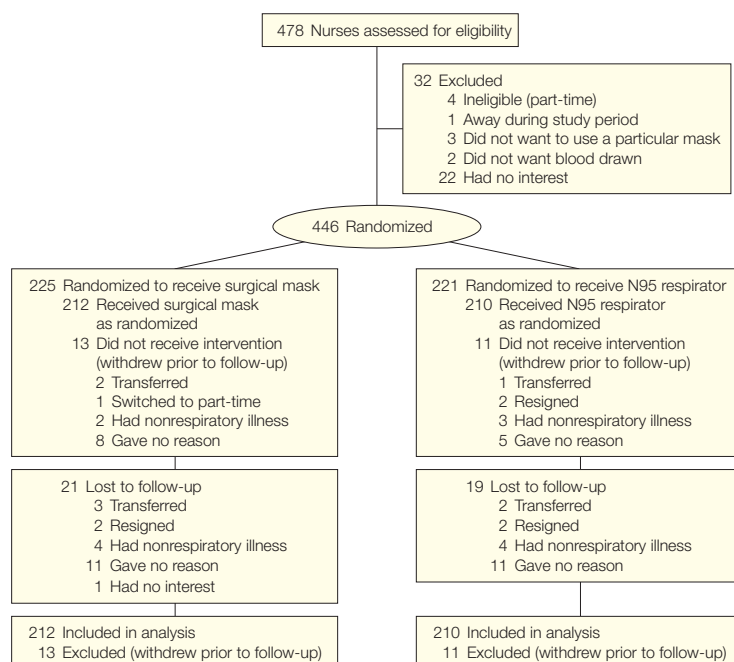 478 Nurses assessed for eligibility
32 Excluded
4 Ineligible (part-time)
1 Away during study period
3 Did not want to use a particular mask
2 Did not want blood drawn
22 Had no interest
446 Randomized
225 Randomized to receive surgical mask
212 Received surgical mask
as randomized
13 Did not receive intervention
(withdrew prior to follow-up)
2 Transferred
1 Switched to part-time
2 Had nonrespiratory illness
8 Gave no reason
221 Randomized to receive N95 respirator
210 Received N95 respirator
as randomized
11 Did not receive intervention
(withdrew prior to follow-up)
1 Transferred
2 Resigned
3 Had nonrespiratory illness
5 Gave no reason
21 Lost to follow-up
3 Transferred
2 Resigned
4 Had nonrespiratory illness
11 Gave no reason
1 Had no interest
19 Lost to follow-up
2 Transferred
2 Resigned
4 Had nonrespiratory illness
11 Gave no reason
212 Included in analysis
13 Excluded (withdrew prior to follow-up)
210 Included in analysis
11 Excluded (withdrew prior to follow-up)